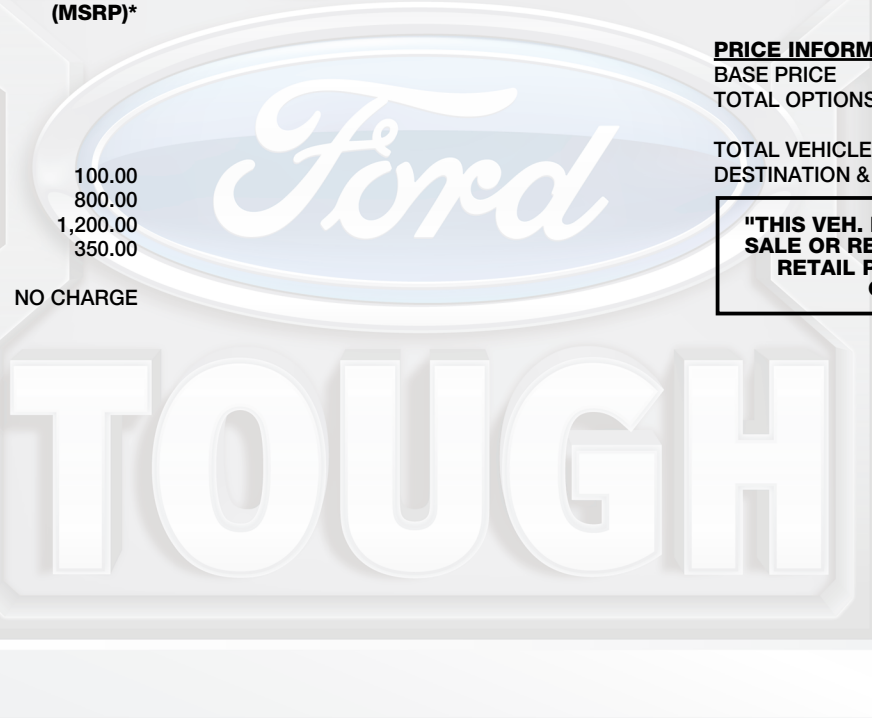 (MSRP)*
100.00
800.00
1,200.00
350.00
NO CHARGE
PRICE INFORM
BASE PRICE
TOTAL OPTIONS
TOTAL VEHICLE
DESTINATION &
"THIS VEH.
SALE OR RE
RETAIL P
Ford
TOUGH